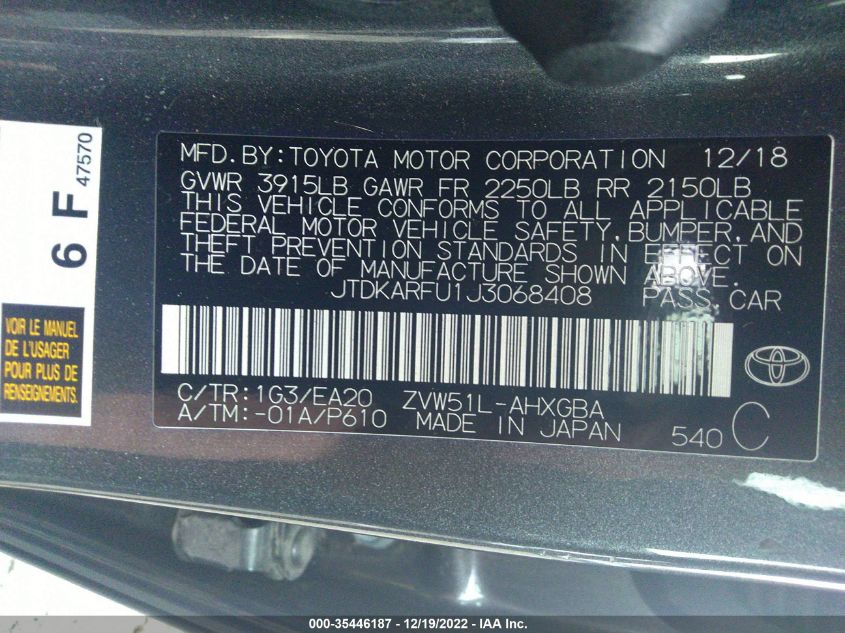 MFD.BY:TOYOTA MOTOR CORPORATION 12/18
GVWR 3915LB GAWR FR 2250LB RR 2150LB
THIS VEHICLE CONFORMS TO ALL APPLICABLE
FEDERAL MOTOR VEHICLE SAFETY, BUMPER, AND
THEFT PREVENTION STANDARDS IN EFFECT ON
THE DATE OF MANUFACTURE SHOWN ABOVE.
JTDKARFU1J3068408 PASS CAR
C/TR:1G3/EA20 ZVW51L-AHXGBA
A/TM:-01A/P610 MADE IN JAPAN 540 C
6 F 47570
VOIR LE MANUEL
DE L'USAGER
POUR PLUS DE
RENSEIGNEMENTS.
000-35446187 - 12/19/2022 - IAA Inc.